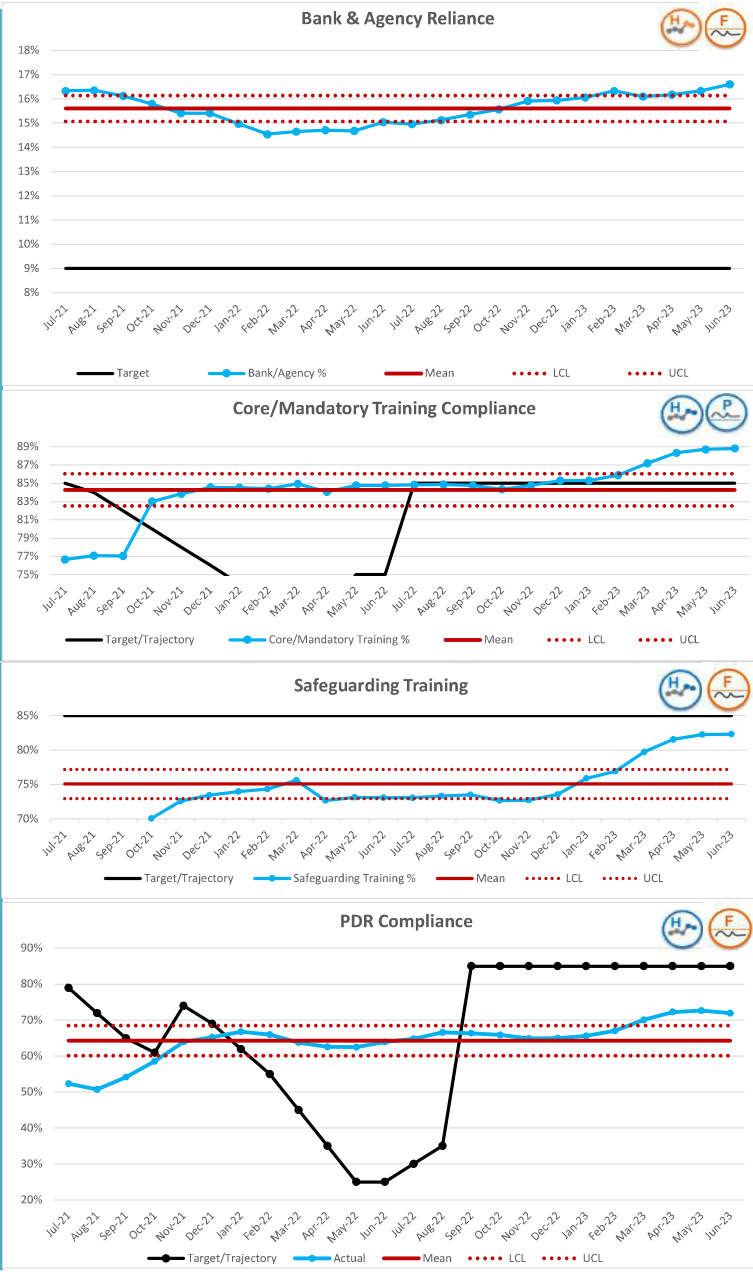 Bank & Agency Reliance
H F
18%
17%
16%
15%
14%
13%
12%
11%
10%
9%
8%
Jul-21 Aug-21 Sep-21 Oct-21 Nov-21 Dec-21 Jan-22 Feb-22 Mar-22 Apr-22 May-22 Jun-22 Jul-22 Aug-22 Sep-22 Oct-22 Nov-22 Dec-22 Jan-23 Feb-23 Mar-23 Apr-23 May-23 Jun-23
Target Bank/Agency % Mean LCL UCL
Core/Mandatory Training Compliance
H P
89%
87%
85%
83%
81%
79%
77%
75%
Jul-21 Aug-21 Sep-21 Oct-21 Nov-21 Dec-21 Jan-22 Feb-22 Mar-22 Apr-22 May-22 Jun-22 Jul-22 Aug-22 Sep-22 Oct-22 Nov-22 Dec-22 Jan-23 Feb-23 Mar-23 Apr-23 May-23 Jun-23
Target/Trajectory Core/Mandatory Training % Mean LCL UCL
Safeguarding Training
H F
85%
80%
75%
70%
Jul-21 Aug-21 Sep-21 Oct-21 Nov-21 Dec-21 Jan-22 Feb-22 Mar-22 Apr-22 May-22 Jun-22 Jul-22 Aug-22 Sep-22 Oct-22 Nov-22 Dec-22 Jan-23 Feb-23 Mar-23 Apr-23 May-23 Jun-23
Target/Trajectory Safeguarding Training % Mean LCL UCL
PDR Compliance
H F
90%
80%
70%
60%
50%
40%
30%
20%
Jul-21 Aug-21 Sep-21 Oct-21 Nov-21 Dec-21 Jan-22 Feb-22 Mar-22 Apr-22 May-22 Jun-22 Jul-22 Aug-22 Sep-22 Oct-22 Nov-22 Dec-22 Jan-23 Feb-23 Mar-23 Apr-23 May-23 Jun-23
Target/Trajectory Actual Mean LCL UCL